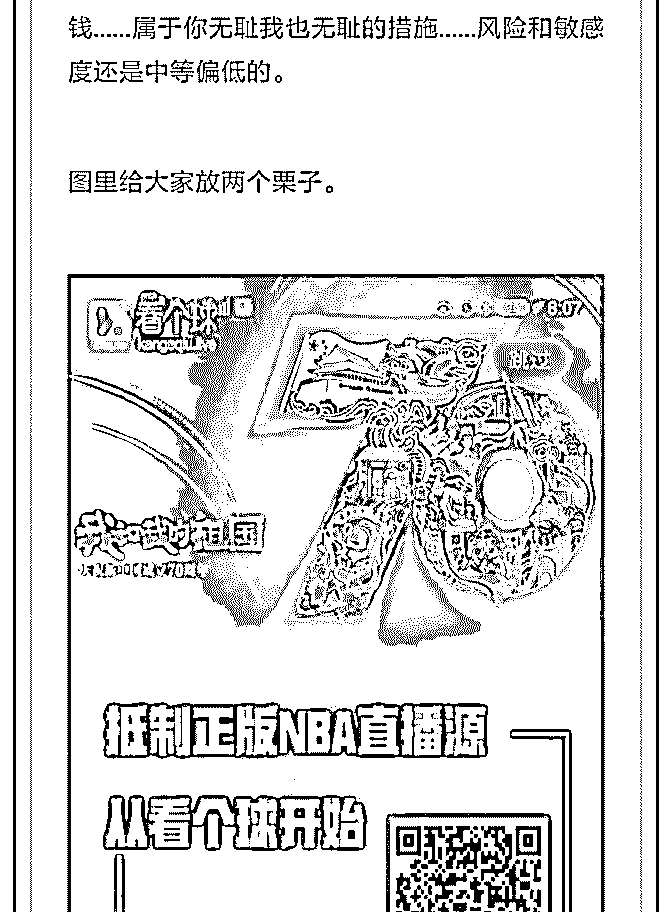 钱......属于你无耻我也无耻的措施......风险和敏感
度还是中等偏低的。
图里给大家放两个栗子。
看个球
8:07
我和我的祖国
抵制正版NBA直播源
从看个球开始